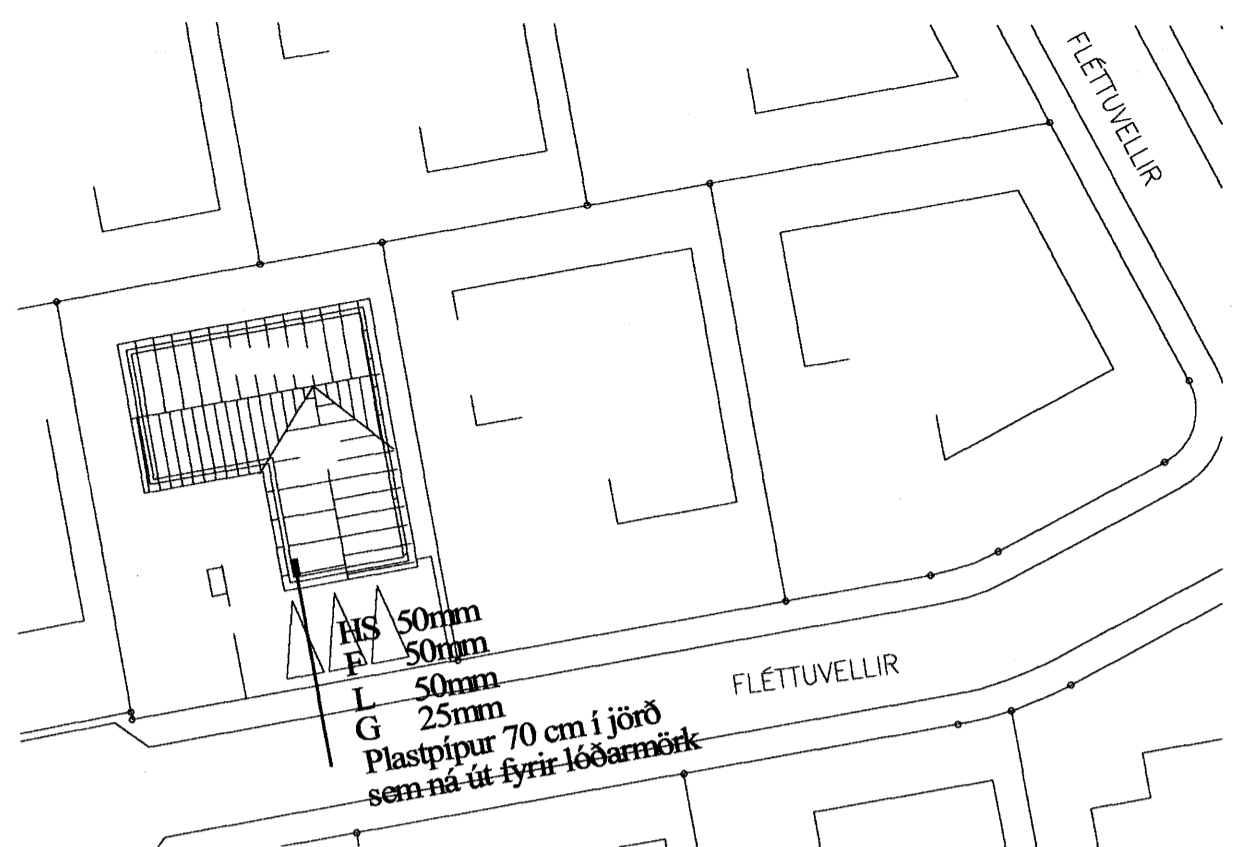 FLÉTTUVELLIR
HS 50mm
F 50mm
L 50mm
G 25mm
Plastpípur 70 cm í jörð
sem ná út fyrir lóðarmörk
FLÉTTUVELLIR